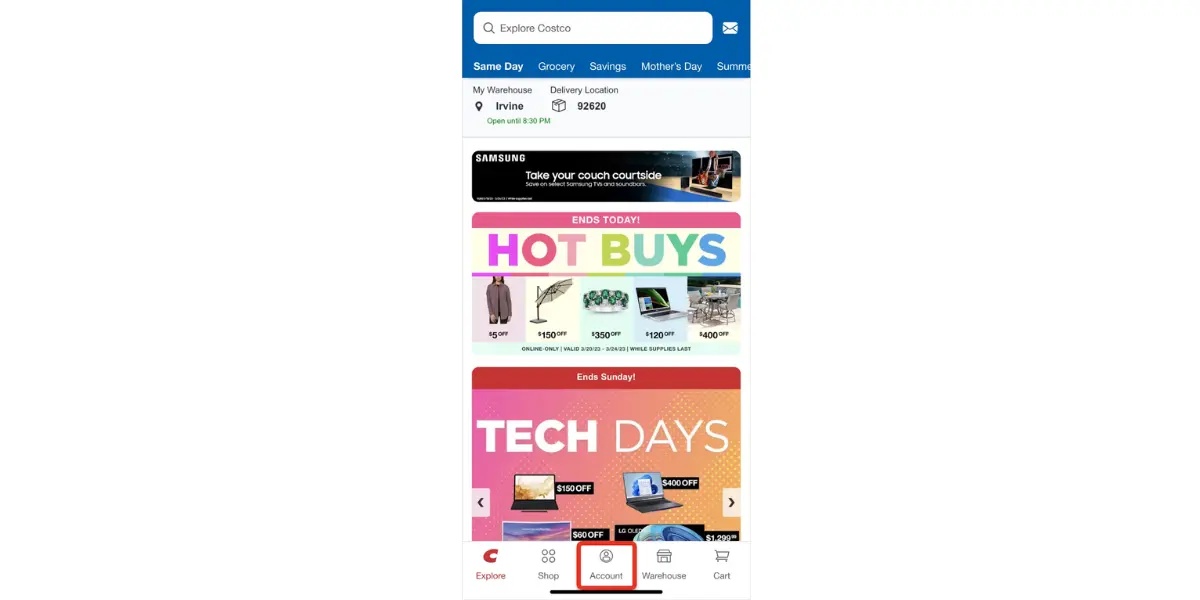 Explore Costco
Same Day Grocery Savings Mother's Day Summe
My Warehouse Delivery Location
Irvine 92620
Open until 8:30 PM
SAMSUNG
Take your couch courtside
Save on select Samsung TVs and soundbars.
ENDS TODAY!
HOT BUYS
$5 OFF $150 OFF $350 OFF $120 OFF $400 OFF
ONLINE-ONLY | VALID 3/20/23 - 3/24/23 | WHILE SUPPLIES LAST
Ends Sunday!
TECH DAYS
$150 OFF $400 OFF
$60 OFF LG OLED $1,299.99
Explore Shop Account Warehouse Cart